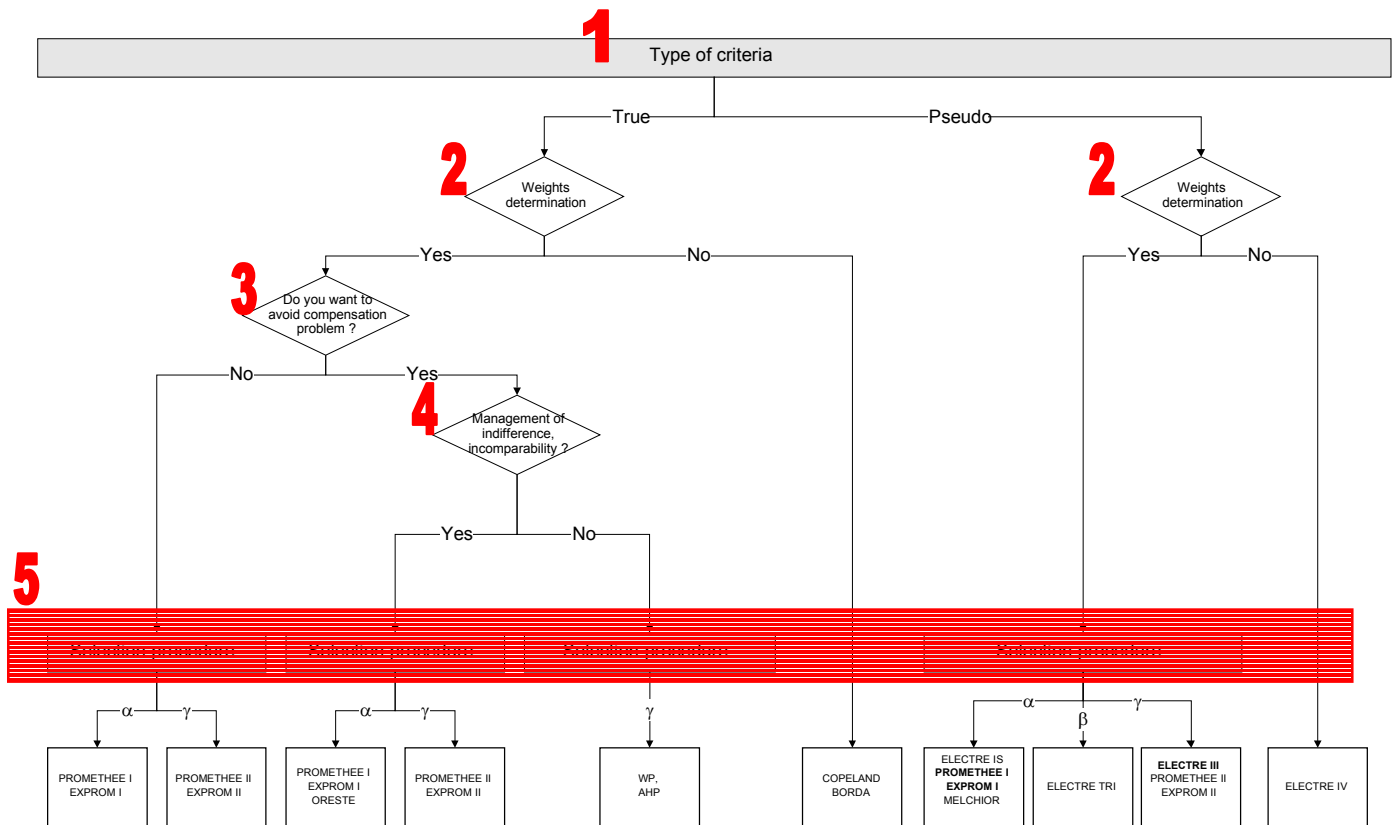 1
Type of criteria
True
Pseudo
2
Weights
determination
2
Weights
determination
Yes
No
Yes
No
3
Do you want to
avoid compensation
problem ?
No
Yes
4
Management of
indifference,
incomparability ?
Yes
No
5
α
γ
α
γ
γ
α
β
γ
PROMETHEE I
EXPROM I
PROMETHEE II
EXPROM II
PROMETHEE I
EXPROM I
ORESTE
PROMETHEE II
EXPROM II
WP,
AHP
COPELAND
BORDA
ELECTRE IS
PROMETHEE I
EXPROM I
MELCHIOR
ELECTRE TRI
ELECTRE III
PROMETHEE II
EXPROM II
ELECTRE IV